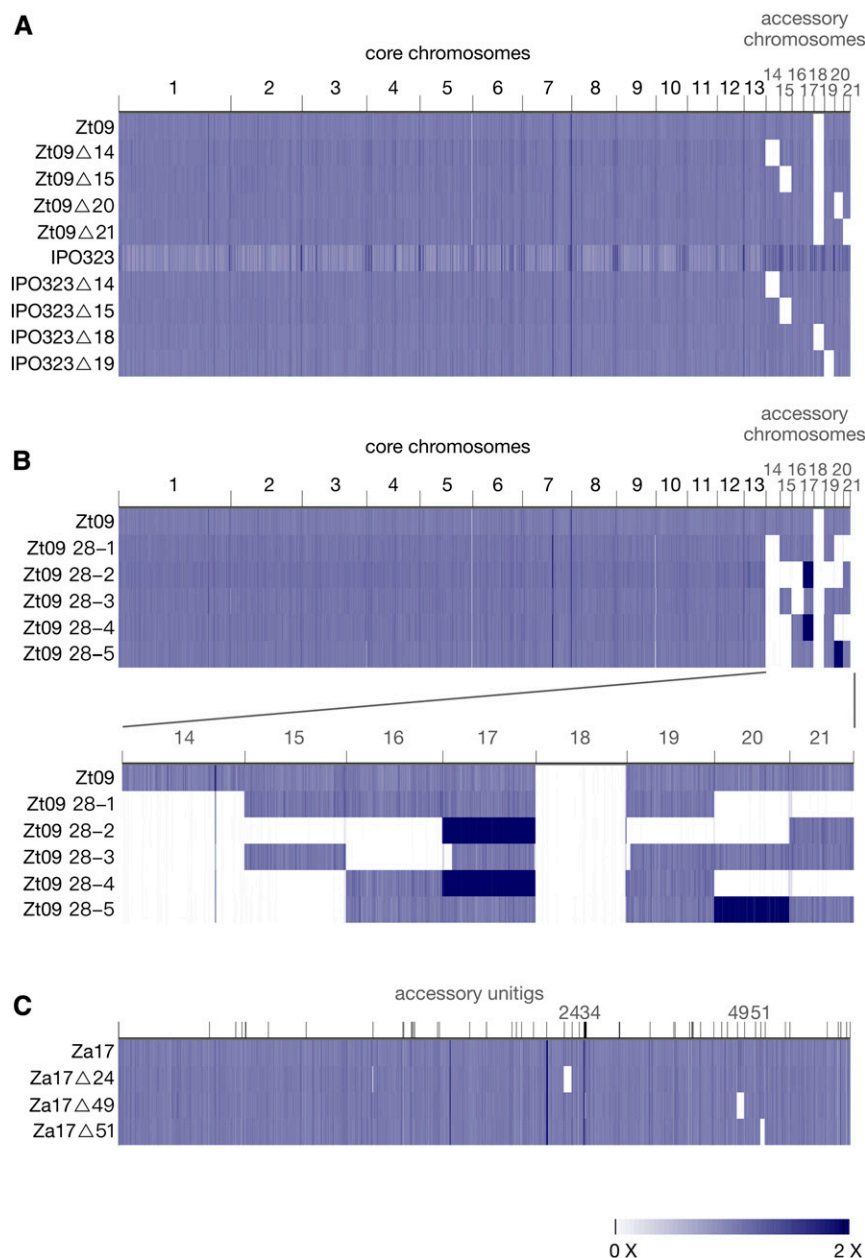 A
accessory
chromosomes
core chromosomes
14 16 18 20
1 2 3 4 5 6 7 8 9 10 11 12 13 15 17 19 21
Zt09
Zt09△14
Zt09△15
Zt09△20
Zt09△21
IPO323
IPO323△14
IPO323△15
IPO323△18
IPO323△19
accessory
chromosomes
B
core chromosomes
14 16 18 20
1 2 3 4 5 6 7 8 9 10 11 12 13 15 17 19 21
Zt09
Zt09 28–1
Zt09 28–2
Zt09 28–3
Zt09 28–4
Zt09 28–5
14 15 16 17 18 19 20 21
Zt09
Zt09 28–1
Zt09 28–2
Zt09 28–3
Zt09 28–4
Zt09 28–5
C
accessory unitigs
2434 4951
Za17
Za17△24
Za17△49
Za17△51
0 X 2 X